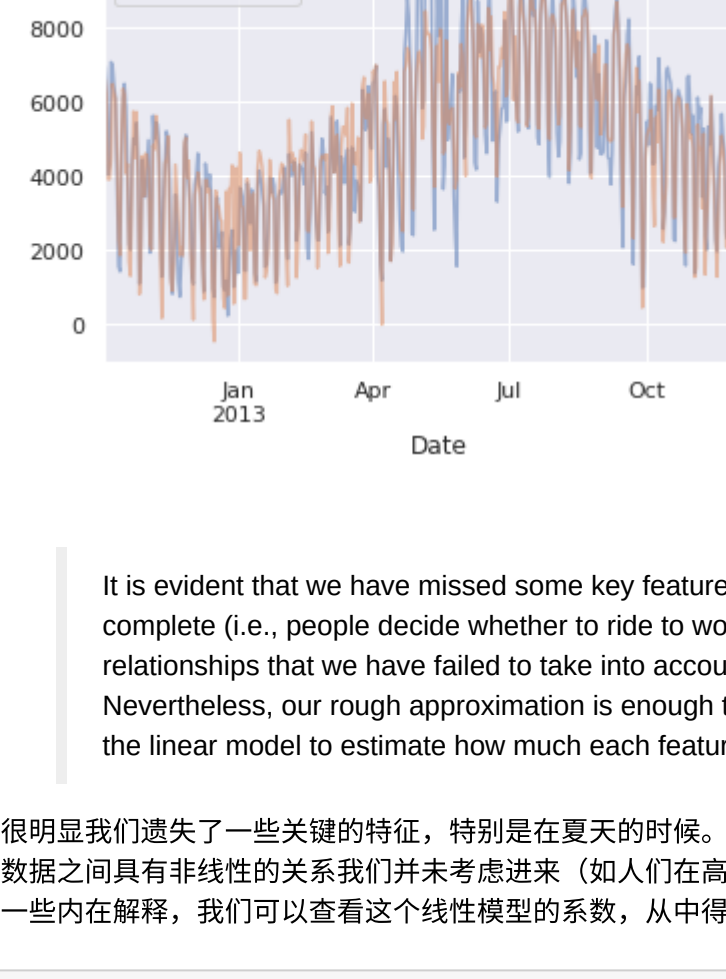 8000
6000
4000
2000
0
Jan Apr Jul Oct
2013
Date
It is evident that we have missed some key feature
complete (i.e., people decide whether to ride to wo
relationships that we have failed to take into accou
Nevertheless, our rough approximation is enough t
the linear model to estimate how much each featur
很明显我们遗失了一些关键的特征，特别是在夏天的时候。
数据之间具有非线性的关系我们并未考虑进来（如人们在高
一些内在解释，我们可以查看这个线性模型的系数，从中得